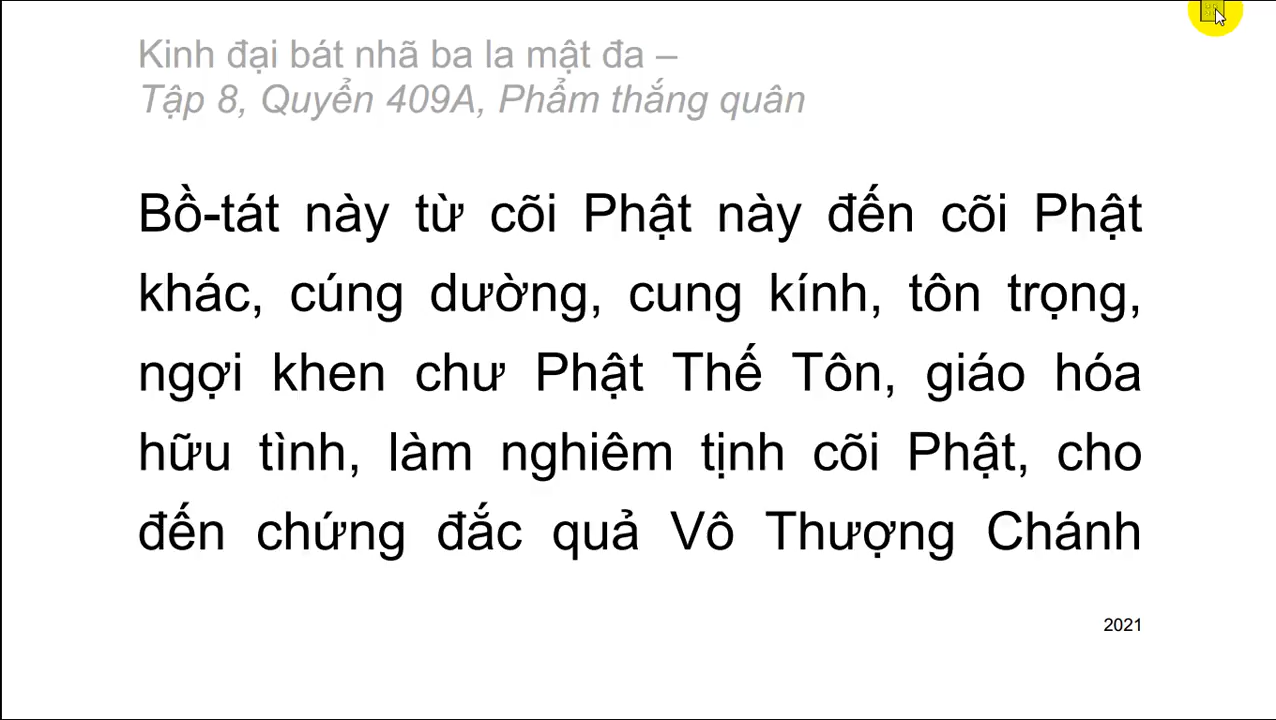 Kinh đại bát nhã ba la mật đa –
Tập 8, Quyển 409A, Phẩm thắng quân
Bồ-tát này từ cõi Phật này đến cõi Phật
khác, cúng dường, cung kính, tôn trọng,
ngợi khen chư Phật Thế Tôn, giáo hóa
hữu tình, làm nghiêm tịnh cõi Phật, cho
đến chứng đắc quả Vô Thượng Chánh
2021